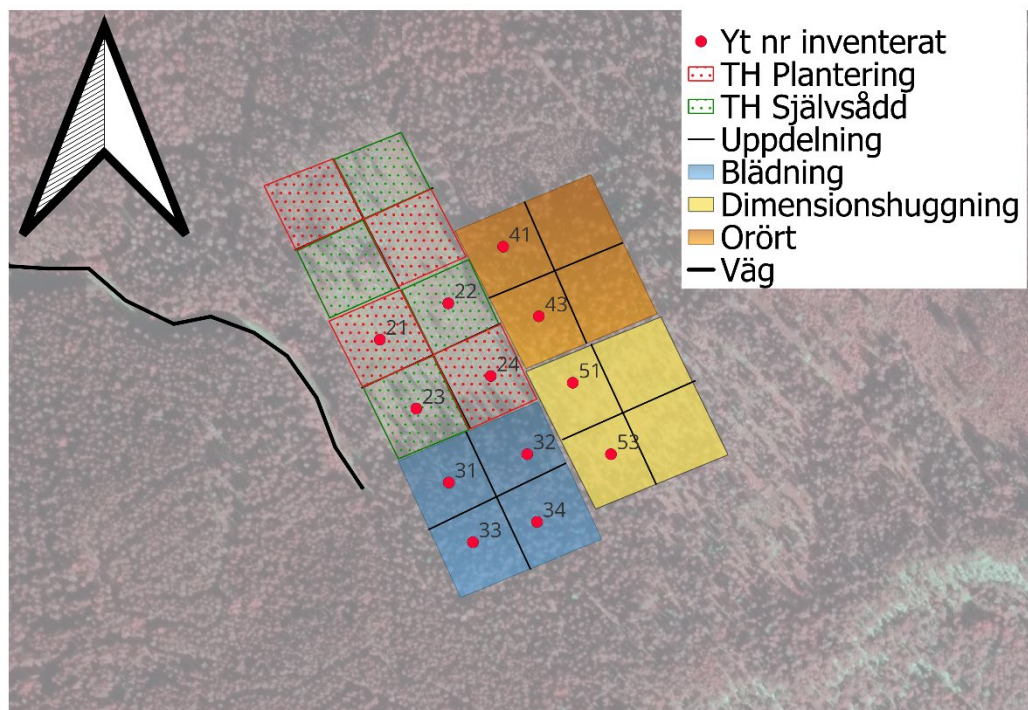 Yt nr inventerat
TH Plantering
TH Självsådd
Uppdelning
Blädning
Dimensionshuggning
Orört
Väg
41
22
43
21
24
51
23
32
53
31
34
33